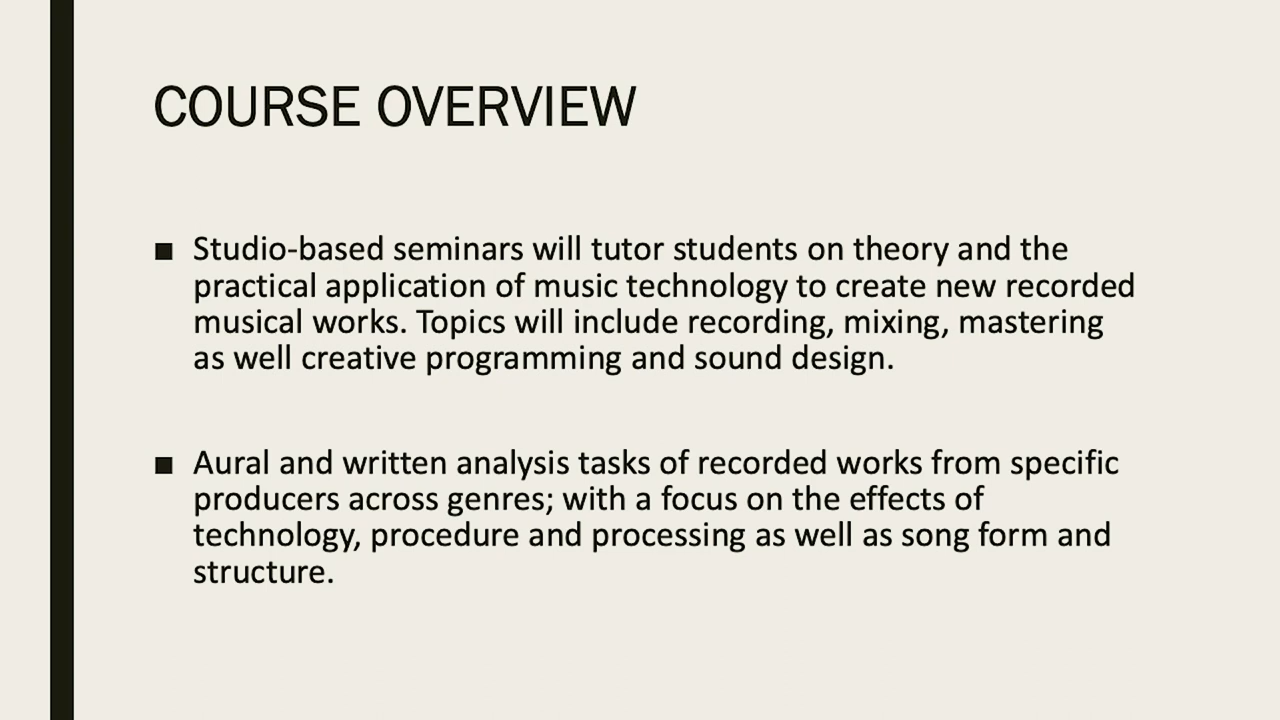 COURSE OVERVIEW
■ Studio-based seminars will tutor students on theory and the
practical application of music technology to create new recorded
musical works. Topics will include recording, mixing, mastering
as well creative programming and sound design.
■ Aural and written analysis tasks of recorded works from specific
producers across genres; with a focus on the effects of
technology, procedure and processing as well as song form and
structure.